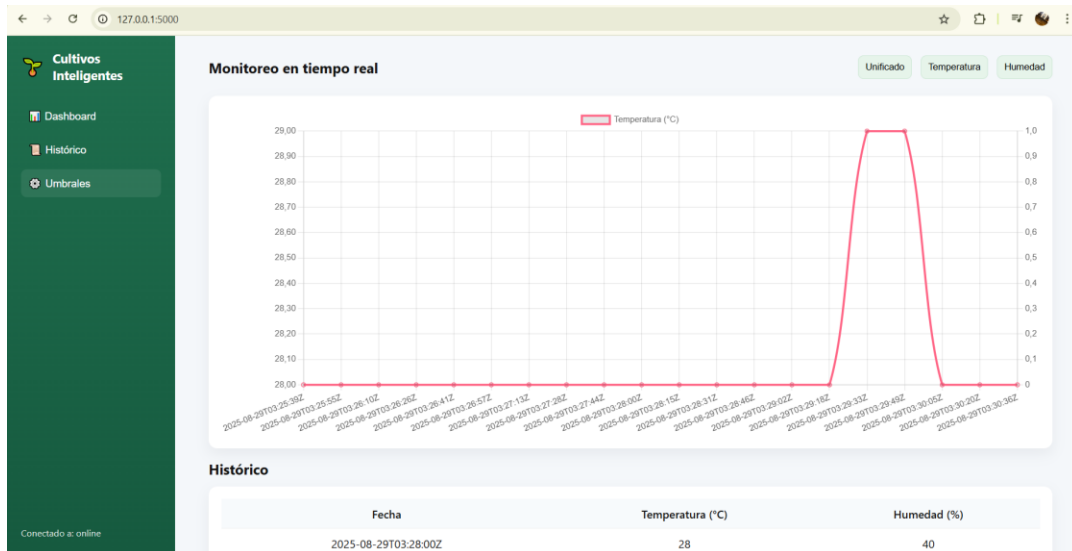 127.0.0.1:5000
Cultivos
Inteligentes
Dashboard
Histórico
Umbrales
Conectado a: online
Monitoreo en tiempo real
Unificado
Temperatura
Humedad
Temperatura (°C)
29,00
28,90
28,80
28,70
28,60
28,50
28,40
28,30
28,20
28,10
28,00
1,0
0,9
0,8
0,7
0,6
0,5
0,4
0,3
0,2
0,1
0
2025-08-29T03:25:39Z
2025-08-29T03:25:55Z
2025-08-29T03:26:10Z
2025-08-29T03:26:26Z
2025-08-29T03:26:41Z
2025-08-29T03:26:57Z
2025-08-29T03:27:13Z
2025-08-29T03:27:28Z
2025-08-29T03:27:44Z
2025-08-29T03:28:00Z
2025-08-29T03:28:15Z
2025-08-29T03:28:31Z
2025-08-29T03:28:46Z
2025-08-29T03:29:02Z
2025-08-29T03:29:18Z
2025-08-29T03:29:33Z
2025-08-29T03:29:49Z
2025-08-29T03:30:05Z
2025-08-29T03:30:20Z
2025-08-29T03:30:36Z
Histórico
Fecha Temperatura (°C) Humedad (%)
2025-08-29T03:28:00Z 28 40